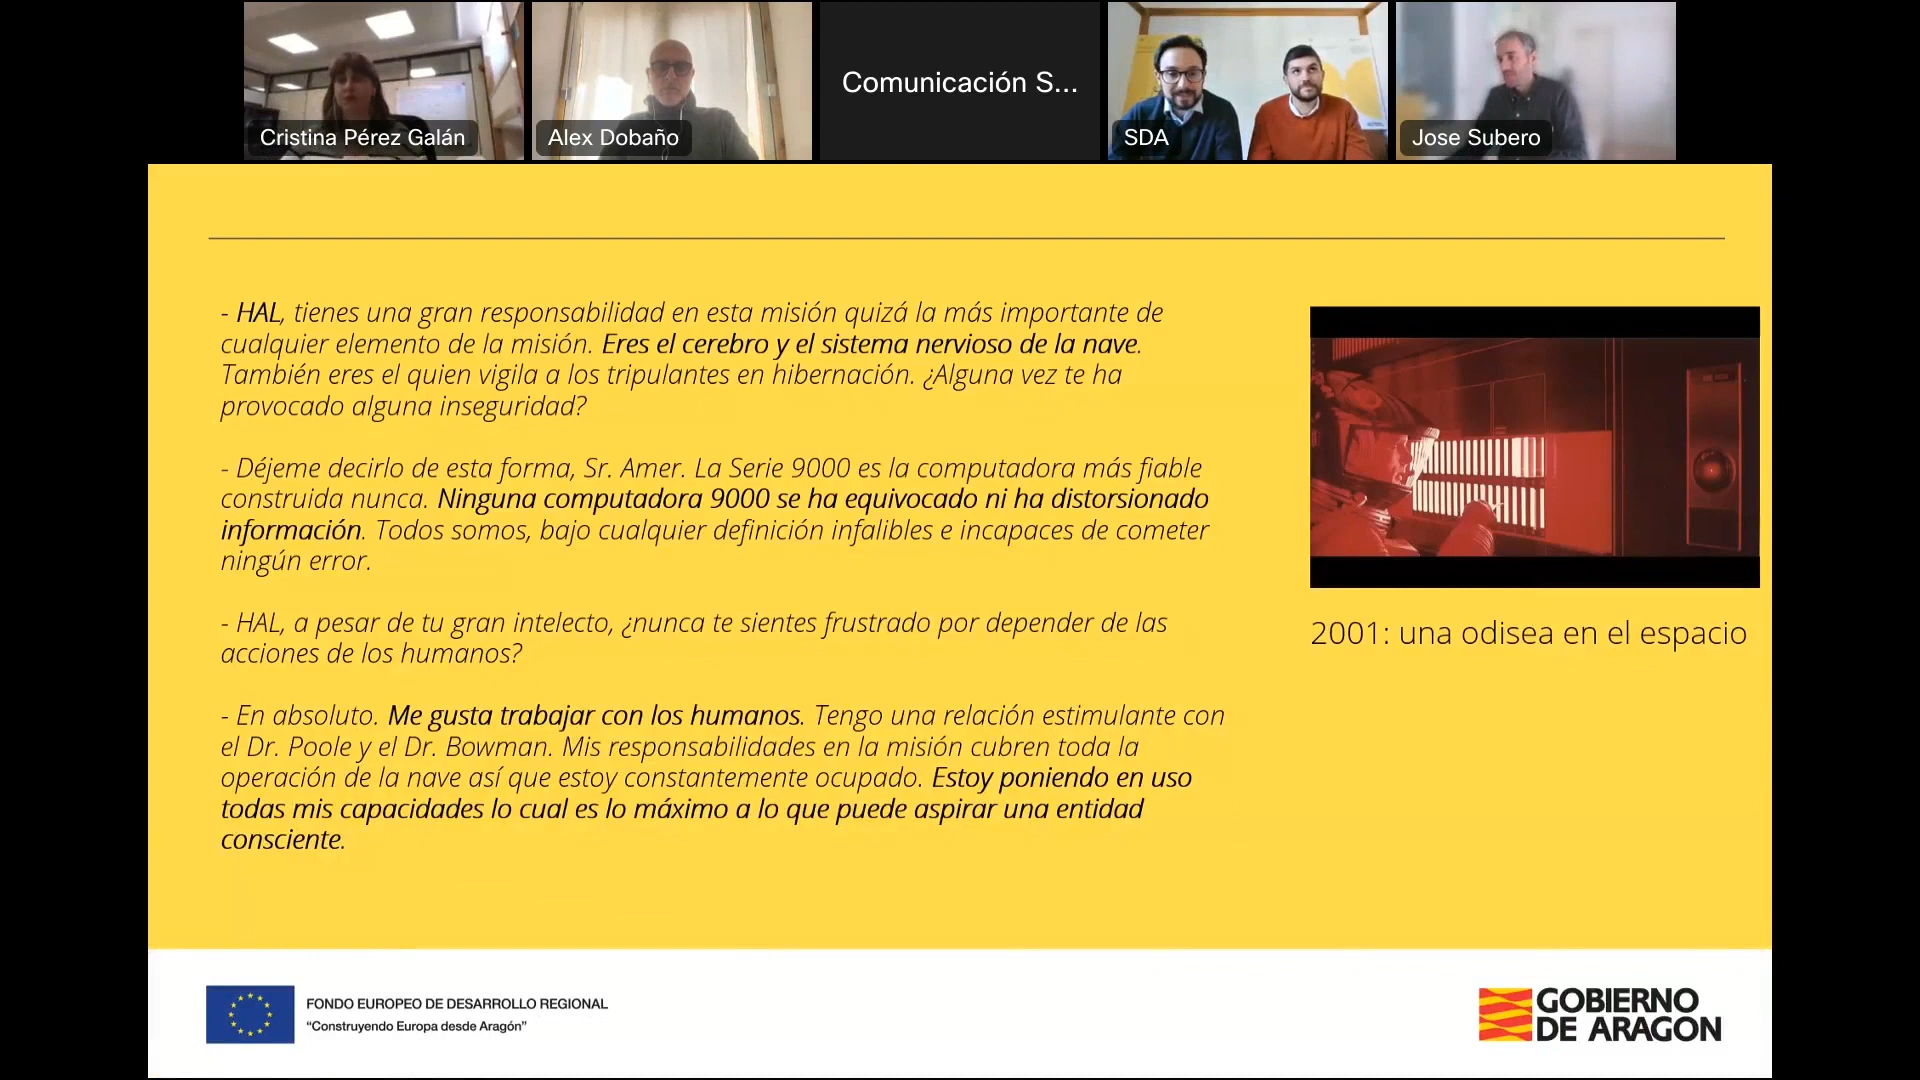 Cristina Pérez Galán
Alex Dobaño
Comunicación S...
SDA
Jose Subero
- HAL, tienes una gran responsabilidad en esta misión quizá la más importante de
cualquier elemento de la misión. Eres el cerebro y el sistema nervioso de la nave.
También eres el quien vigila a los tripulantes en hibernación. ¿Alguna vez te ha
provocado alguna inseguridad?
- Déjeme decirlo de esta forma, Sr. Amer. La Serie 9000 es la computadora más fiable
construida nunca. Ninguna computadora 9000 se ha equivocado ni ha distorsionado
información. Todos somos, bajo cualquier definición infalibles e incapaces de cometer
ningún error.
- HAL, a pesar de tu gran intelecto, ¿nunca te sientes frustrado por depender de las
acciones de los humanos?
- En absoluto. Me gusta trabajar con los humanos. Tengo una relación estimulante con
el Dr. Poole y el Dr. Bowman. Mis responsabilidades en la misión cubren toda la
operación de la nave así que estoy constantemente ocupado. Estoy poniendo en uso
todas mis capacidades lo cual es lo máximo a lo que puede aspirar una entidad
consciente.
2001: una odisea en el espacio
FONDO EUROPEO DE DESARROLLO REGIONAL
“Construyendo Europa desde Aragón”
GOBIERNO
DE ARAGON